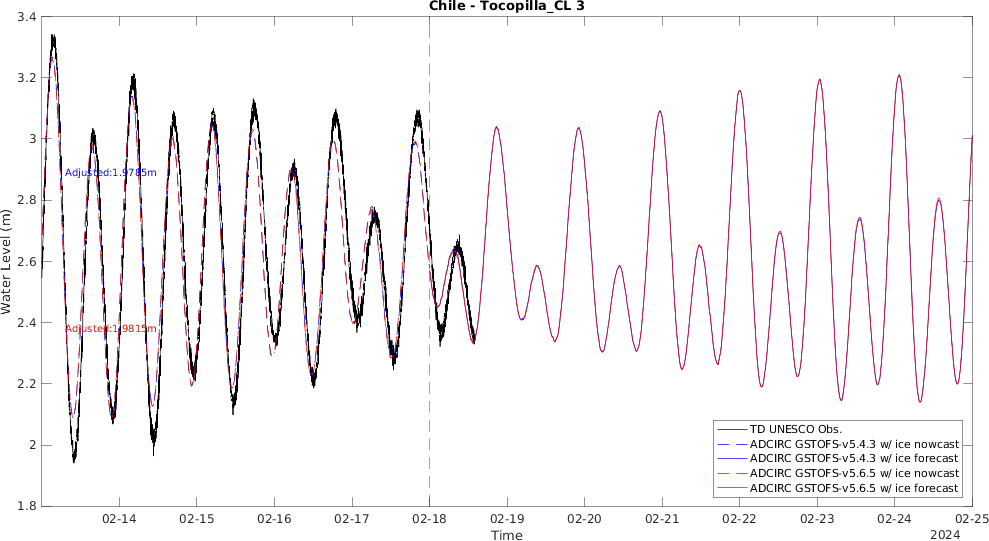 Chile - Tocopilla_CL 3
3.4
3.2
3
2.8
2.6
2.4
2.2
2
1.8
Water Level (m)
Adjusted:1.9785m
Adjusted:1.9815m
TD UNESCO Obs.
ADCIRC GSTOFS-v5.4.3 w/ ice nowcast
ADCIRC GSTOFS-v5.4.3 w/ ice forecast
ADCIRC GSTOFS-v5.6.5 w/ ice nowcast
ADCIRC GSTOFS-v5.6.5 w/ ice forecast
02-14 02-15 02-16 02-17 02-18 02-19 02-20 02-21 02-22 02-23 02-24 02-25
Time
2024